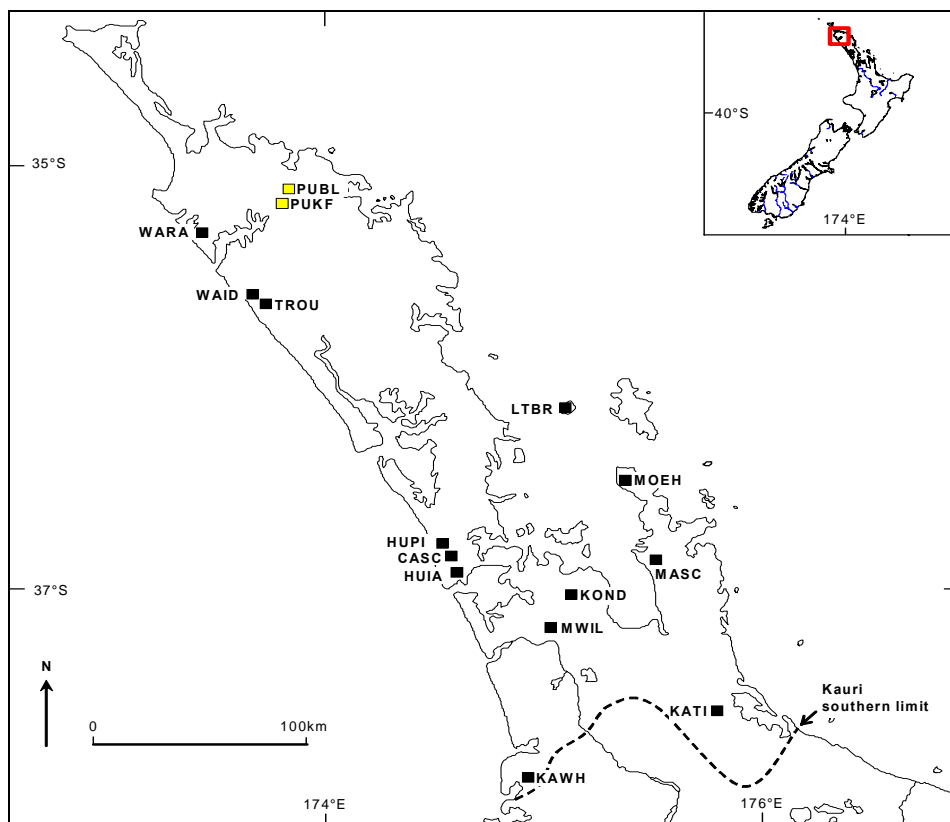 40°S
174°E
35°S
PUBL
PUKF
WARA
WAID
TROU
LTBR
MOEH
HUPI
CASC
HUIA
MASC
37°S
KOND
MWIL
N
Kauri
southern limit
KATI
0
100km
KAWH
174°E
176°E